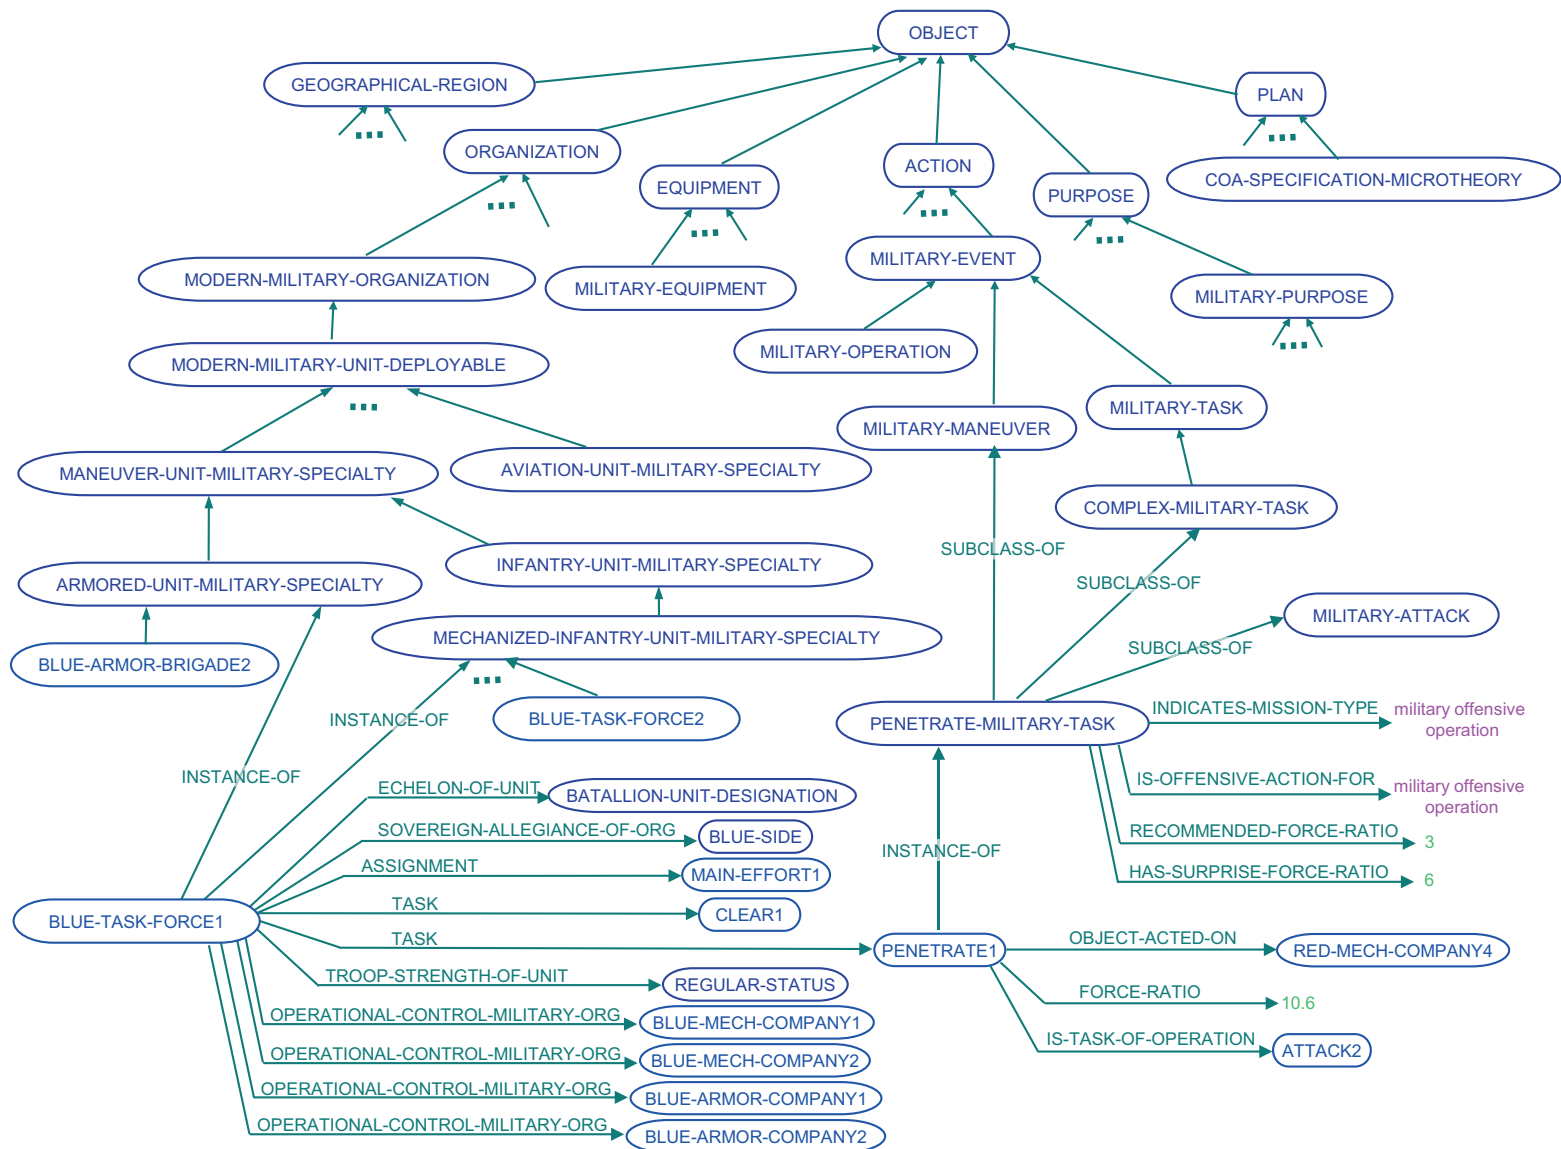 OBJECT
GEOGRAPHICAL-REGION
PLAN
ORGANIZATION
ACTION
COA-SPECIFICATION-MICROTHEORY
EQUIPMENT
PURPOSE
MODERN-MILITARY-ORGANIZATION
MILITARY-EVENT
MILITARY-EQUIPMENT
MILITARY-PURPOSE
MILITARY-OPERATION
MODERN-MILITARY-UNIT-DEPLOYABLE
MILITARY-TASK
MILITARY-MANEUVER
MANEUVER-UNIT-MILITARY-SPECIALTY
AVIATION-UNIT-MILITARY-SPECIALTY
COMPLEX-MILITARY-TASK
SUBCLASS-OF
INFANTRY-UNIT-MILITARY-SPECIALTY
ARMORED-UNIT-MILITARY-SPECIALTY
SUBCLASS-OF
MILITARY-ATTACK
MECHANIZED-INFANTRY-UNIT-MILITARY-SPECIALTY
SUBCLASS-OF
BLUE-ARMOR-BRIGADE2
INSTANCE-OF
BLUE-TASK-FORCE2
PENETRATE-MILITARY-TASK
INDICATES-MISSION-TYPE
military offensive
operation
INSTANCE-OF
IS-OFFENSIVE-ACTION-FOR
military offensive
operation
ECHELON-OF-UNIT
BATALLION-UNIT-DESIGNATION
SOVEREIGN-ALLEGIANCE-OF-ORG
BLUE-SIDE
RECOMMENDED-FORCE-RATIO
3
INSTANCE-OF
ASSIGNMENT
MAIN-EFFORT1
HAS-SURPRISE-FORCE-RATIO
6
BLUE-TASK-FORCE1
TASK
CLEAR1
TASK
PENETRATE1
OBJECT-ACTED-ON
RED-MECH-COMPANY4
TROOP-STRENGTH-OF-UNIT
REGULAR-STATUS
FORCE-RATIO
10.6
OPERATIONAL-CONTROL-MILITARY-ORG
BLUE-MECH-COMPANY1
IS-TASK-OF-OPERATION
ATTACK2
OPERATIONAL-CONTROL-MILITARY-ORG
BLUE-MECH-COMPANY2
OPERATIONAL-CONTROL-MILITARY-ORG
BLUE-ARMOR-COMPANY1
OPERATIONAL-CONTROL-MILITARY-ORG
BLUE-ARMOR-COMPANY2